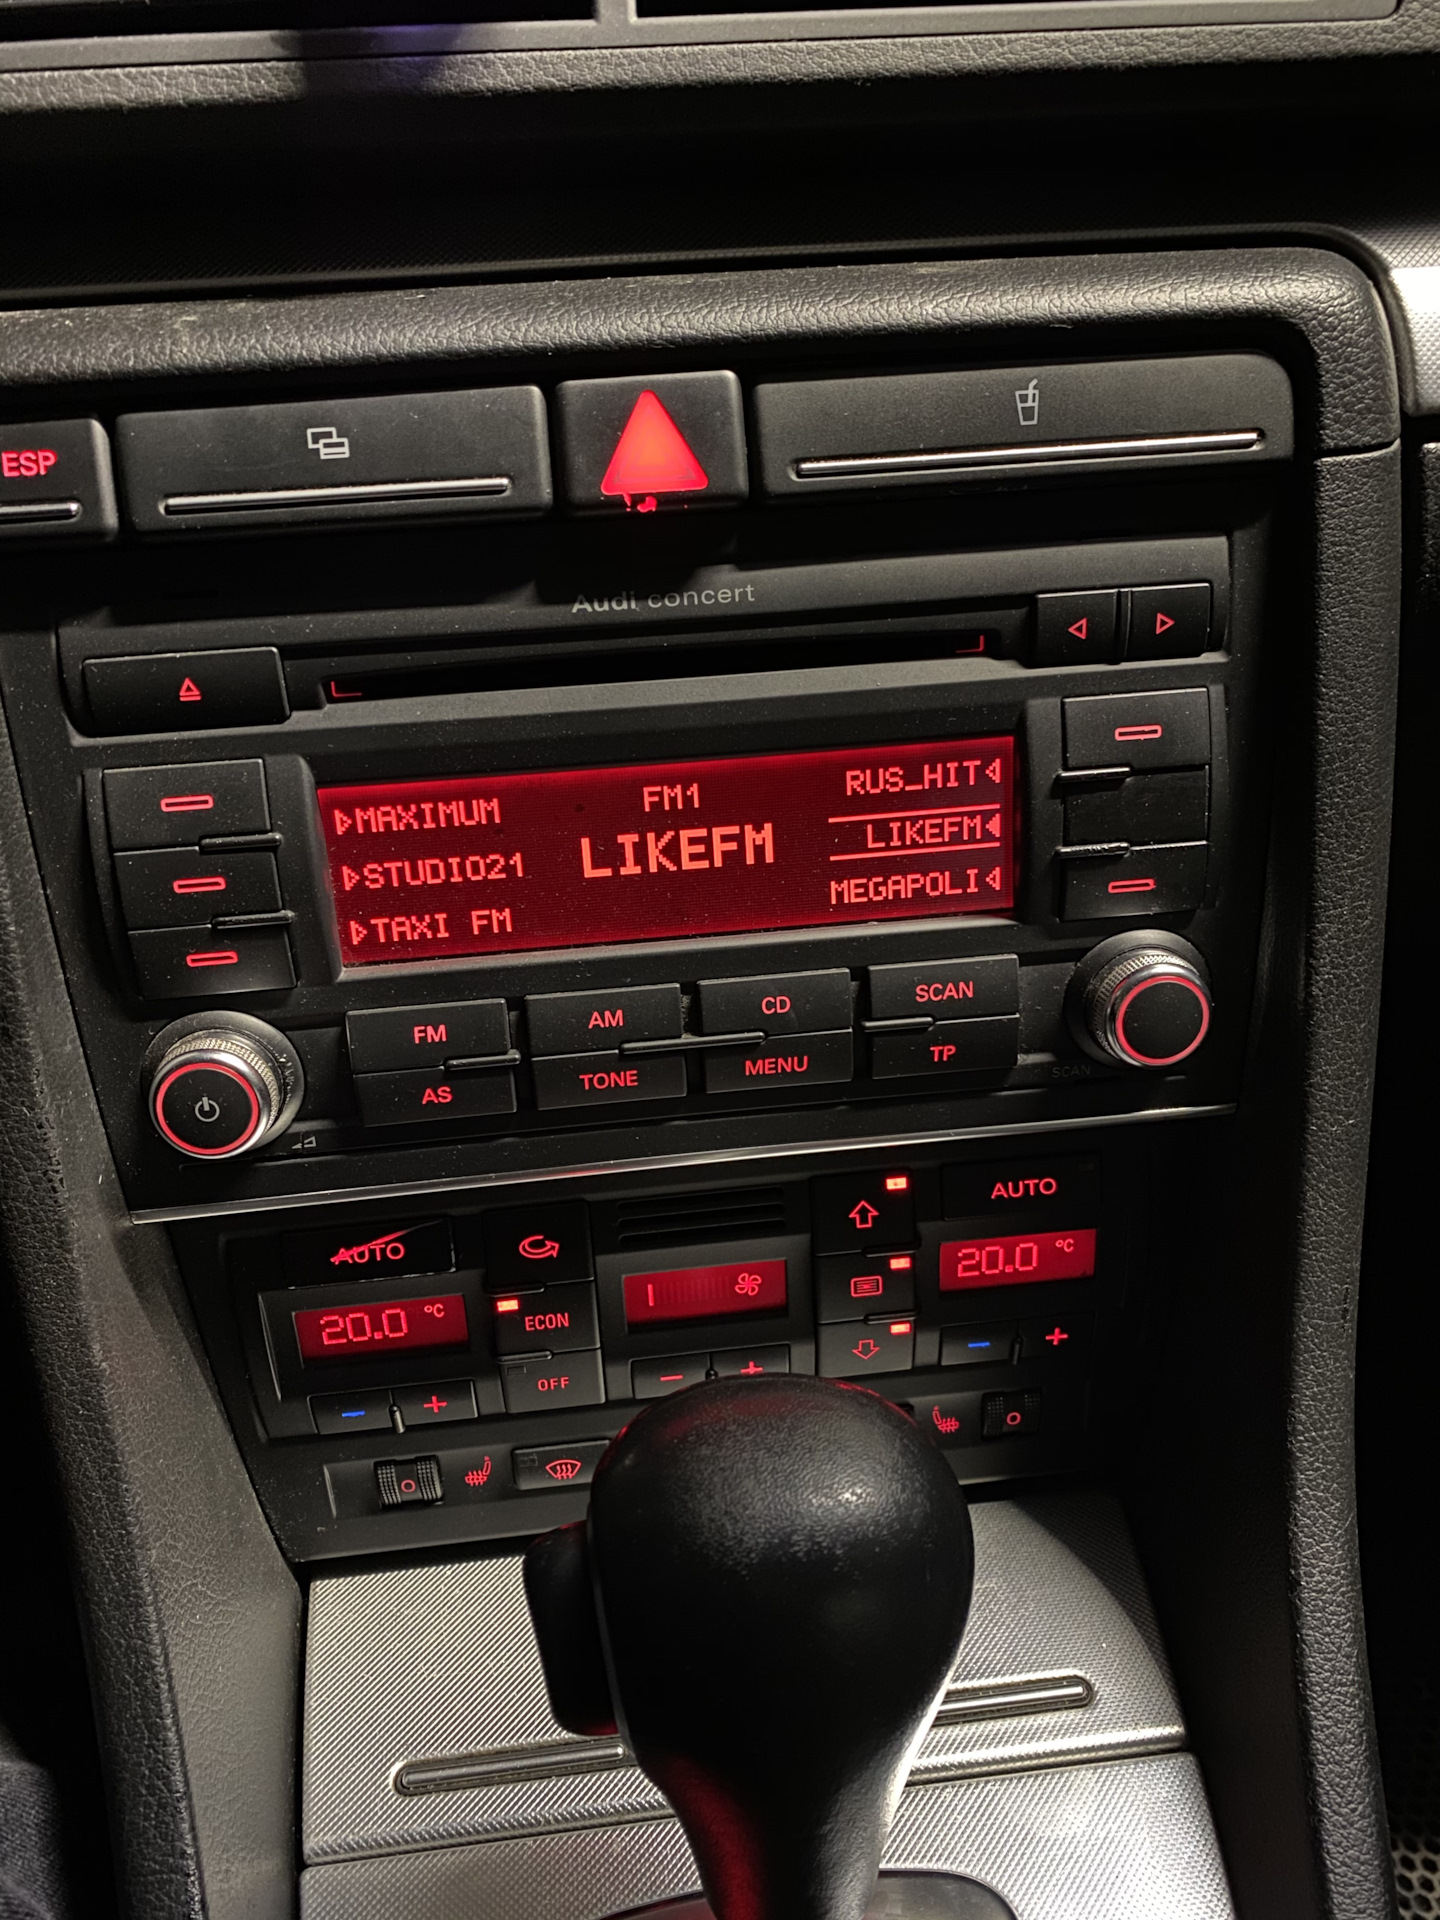 ESP
Audi concert
MAXIMUM
FM1
RUS_HIT
STUDIO21
LIKEFM
LIKEFM
TAXI FM
MEGAPOLI
FM
AM
CD
SCAN
AS
TONE
MENU
TP
SCAN
AUTO
AUTO
20.0 °C
ECON
20.0 °C
OFF